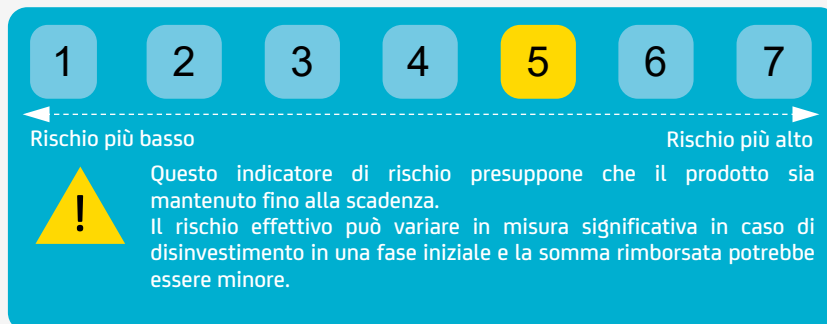 1 2 3 4 5 6 7
Rischio più basso Rischio più alto
!
Questo indicatore di rischio presuppone che il prodotto sia
mantenuto fino alla scadenza.
Il rischio effettivo può variare in misura significativa in caso di
disinvestimento in una fase iniziale e la somma rimborsata potrebbe
essere minore.